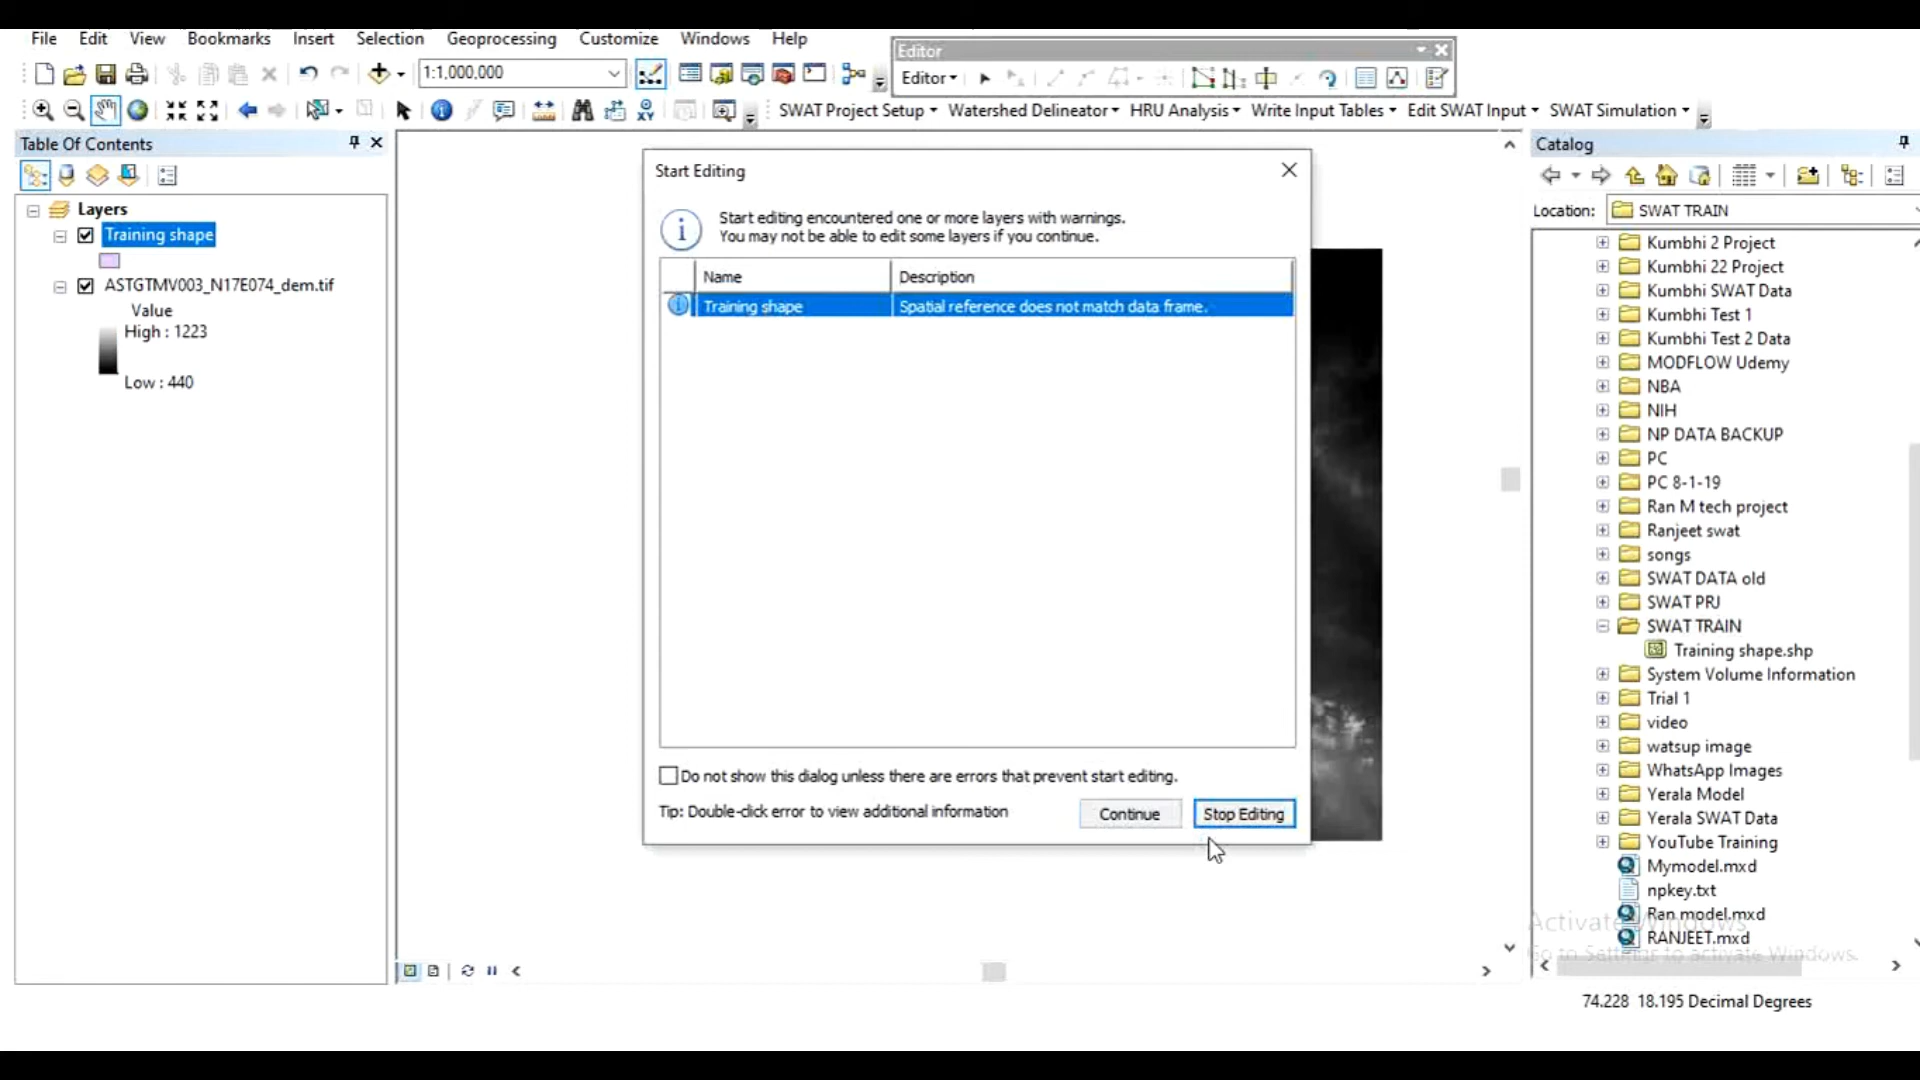 File Edit View Bookmarks Insert Selection Geoprocessing Customize Windows Help
Editor
1:1,000,000
Editor
SWAT Project Setup Watershed Delineator HRU Analysis Write Input Tables Edit SWAT Input SWAT Simulation
Table Of Contents
Layers
Training shape
ASTGTMV003_N17E074_dem.tif
Value
High : 1223
Low : 440
Start Editing
Start editing encountered one or more layers with warnings.
You may not be able to edit some layers if you continue.
Name Description
Training shape Spatial reference does not match data frame.
Do not show this dialog unless there are errors that prevent start editing.
Tip: Double-click error to view additional information
Continue Stop Editing
Catalog
Location: SWAT TRAIN
Kumbhi 2 Project
Kumbhi 22 Project
Kumbhi SWAT Data
Kumbhi Test 1
Kumbhi Test 2 Data
MODFLOW Udemy
NBA
NIH
NP DATA BACKUP
PC
PC 8-1-19
Ran M tech project
Ranjeet swat
songs
SWAT DATA old
SWAT PRJ
SWAT TRAIN
Training shape.shp
System Volume Information
Trial 1
video
watsup image
WhatsApp Images
Yerala Model
Yerala SWAT Data
YouTube Training
Mymodel.mxd
npkey.txt
Ran model.mxd
RANJEET.mxd
Activate Windows
Go to Settings to activate Windows.
74.228 18.195 Decimal Degrees